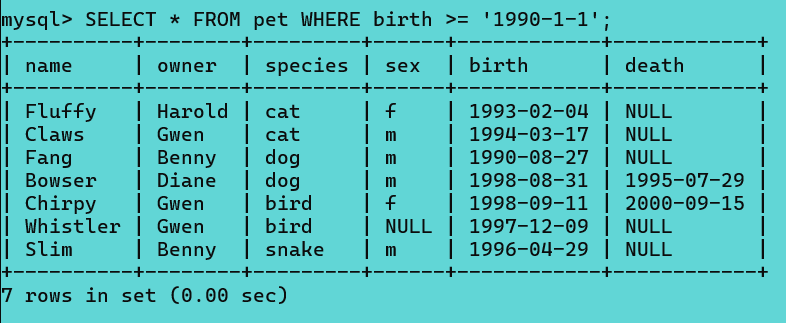 mysql> SELECT * FROM pet WHERE birth >= '1990-1-1';
+----------+--------+---------+------+------------+------------+
| name     | owner  | species | sex  | birth      | death      |
+----------+--------+---------+------+------------+------------+
| Fluffy   | Harold | cat     | f    | 1993-02-04 | NULL       |
| Claws    | Gwen   | cat     | m    | 1994-03-17 | NULL       |
| Fang     | Benny  | dog     | m    | 1990-08-27 | NULL       |
| Bowser   | Diane  | dog     | m    | 1998-08-31 | 1995-07-29 |
| Chirpy   | Gwen   | bird    | f    | 1998-09-11 | 2000-09-15 |
| Whistler | Gwen   | bird    | NULL | 1997-12-09 | NULL       |
| Slim     | Benny  | snake   | m    | 1996-04-29 | NULL       |
+----------+--------+---------+------+------------+------------+
7 rows in set (0.00 sec)